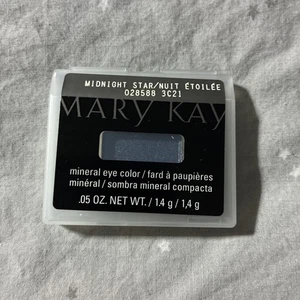 MIDNIGHT STAR/NUIT ÉTOILÉE
028588 3C21
MARY KAY
mineral eye color / fard à paupières
minéral / sombra mineral compacta
.05 OZ. NET WT. / 1.4 g / 1,4 g